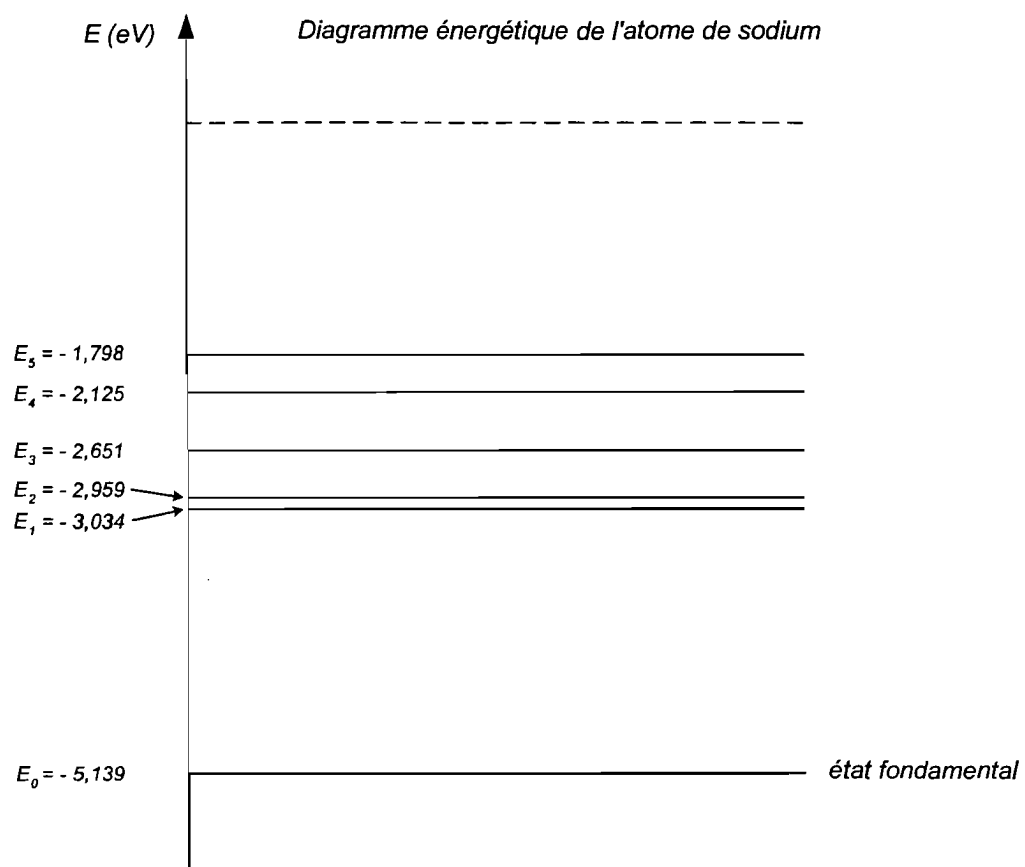 E (eV) Diagramme énergétique de l'atome de sodium
E₅ = - 1,798
E₄ = - 2,125
E₃ = - 2,651
E₂ = - 2,959
E₁ = - 3,034
E₀ = - 5,139 état fondamental